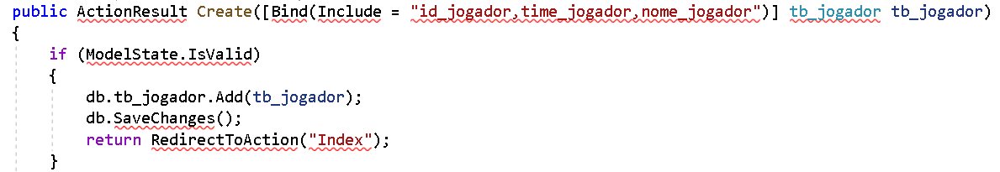 public ActionResult Create([Bind(Include = "id_jogador,time_jogador,nome_jogador")] tb_jogador tb_jogador)
{
if (ModelState.IsValid)
{
db.tb_jogador.Add(tb_jogador);
db.SaveChanges();
return RedirectToAction("Index");
}